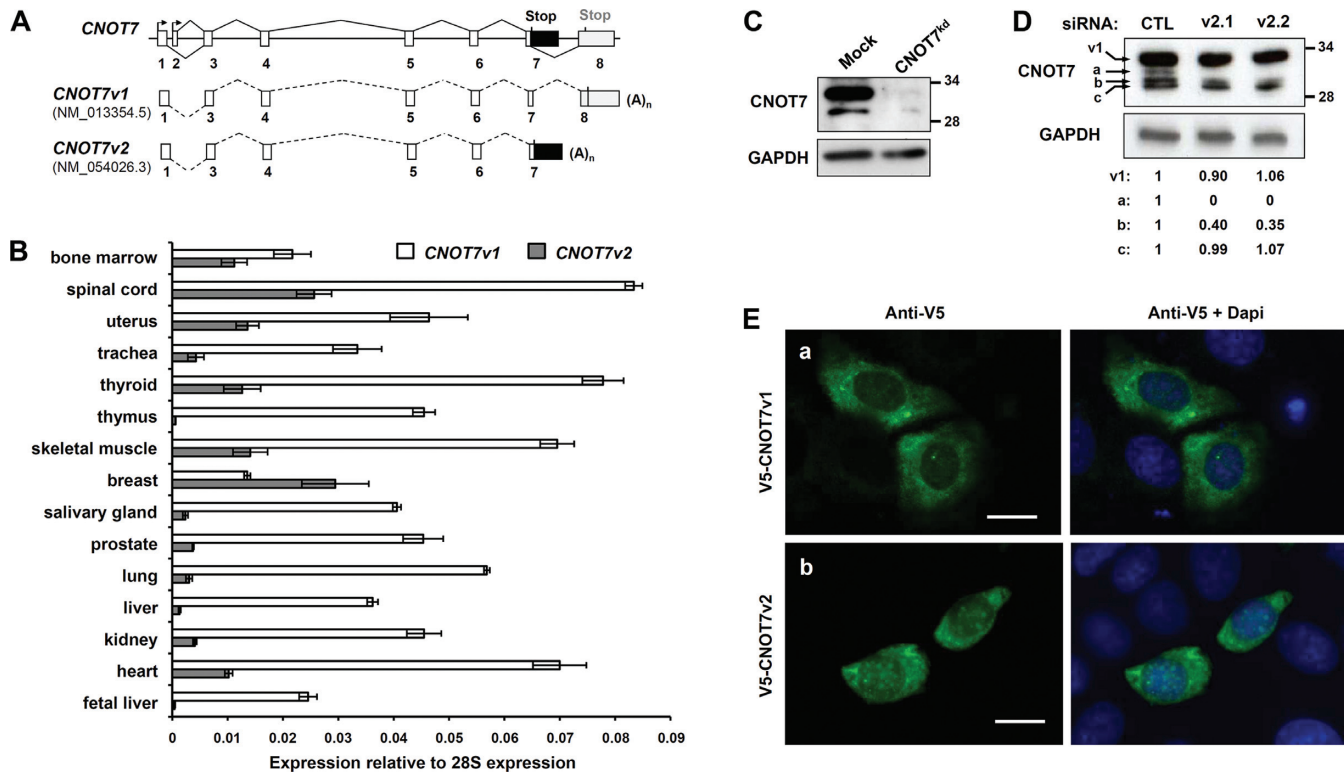 A
CNOT7
Stop
Stop
1 2 3 4 5 6 7 8
CNOT7v1
(NM_013354.5)
1 3 4 5 6 7 8
(A)n
CNOT7v2
(NM_054026.3)
1 3 4 5 6 7
(A)n
B
CNOT7v1 CNOT7v2
bone marrow
spinal cord
uterus
trachea
thyroid
thymus
skeletal muscle
breast
salivary gland
prostate
lung
liver
kidney
heart
fetal liver
0 0.01 0.02 0.03 0.04 0.05 0.06 0.07 0.08 0.09
Expression relative to 28S expression
C
Mock CNOT7kd
CNOT7
34
28
GAPDH
D
siRNA: CTL v2.1 v2.2
CNOT7
v1
a
b
c
34
28
GAPDH
v1: 1 0.90 1.06
a: 1 0 0
b: 1 0.40 0.35
c: 1 0.99 1.07
E
Anti-V5 Anti-V5 + Dapi
V5-CNOT7v1
a
V5-CNOT7v2
b